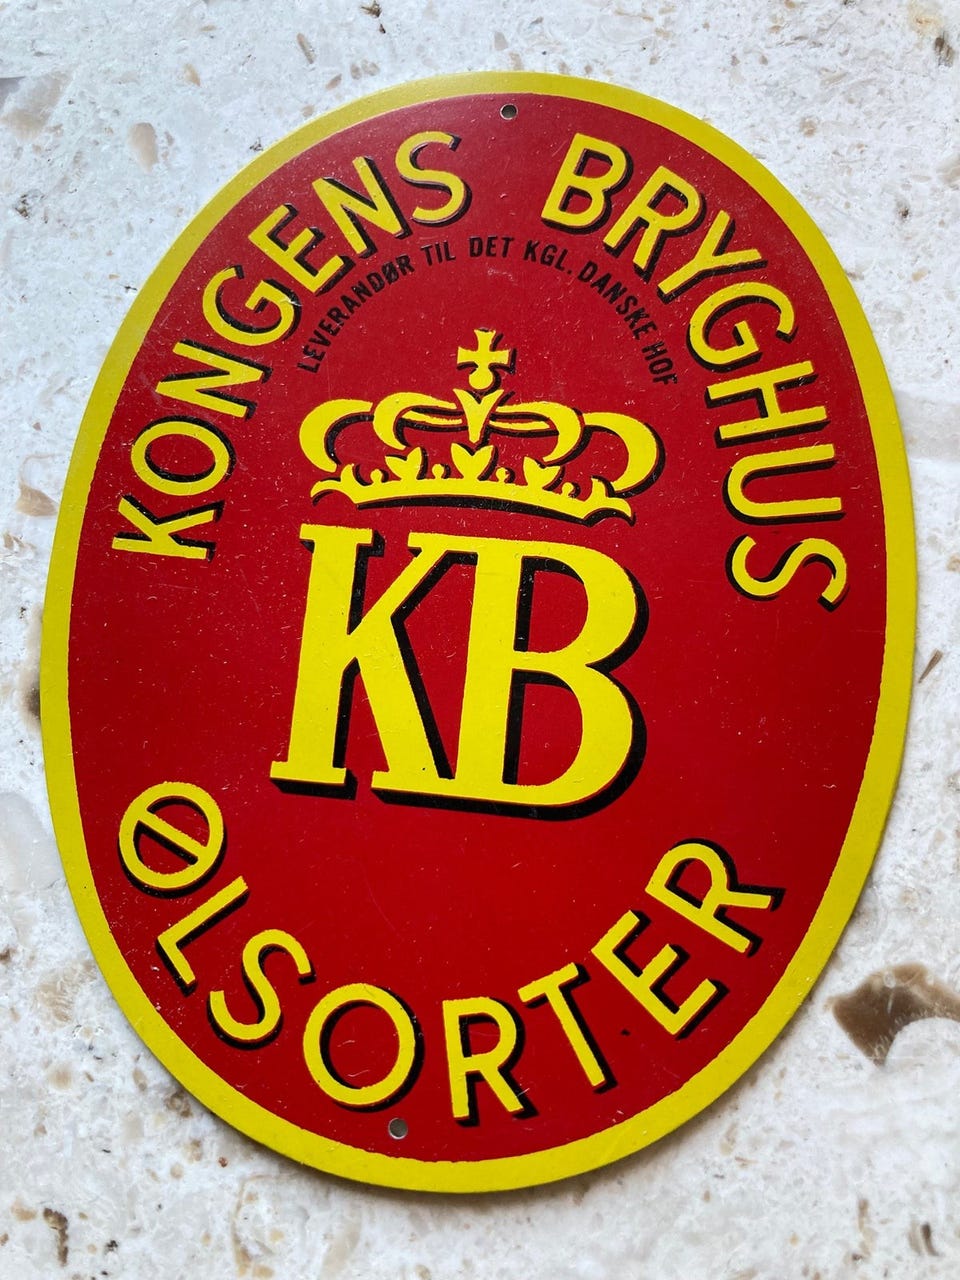 KONGENS BRYGHUS
LEVERANDØR TIL DET KGL. DANSKE HOF
KB
ØLSORTER